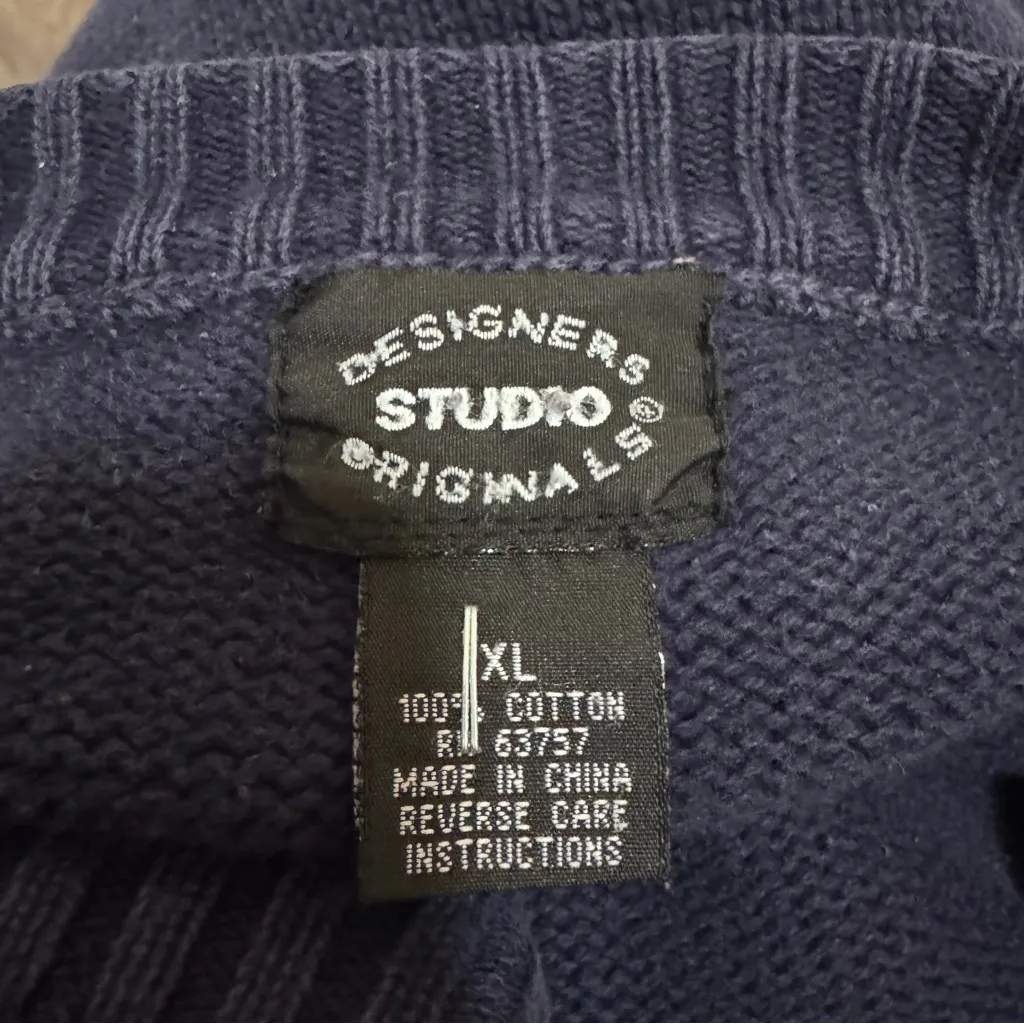 DESIGNERS
STUDIO
ORIGINALS®
XL
100% COTTON
RN 63757
MADE IN CHINA
REVERSE CARE
INSTRUCTIONS